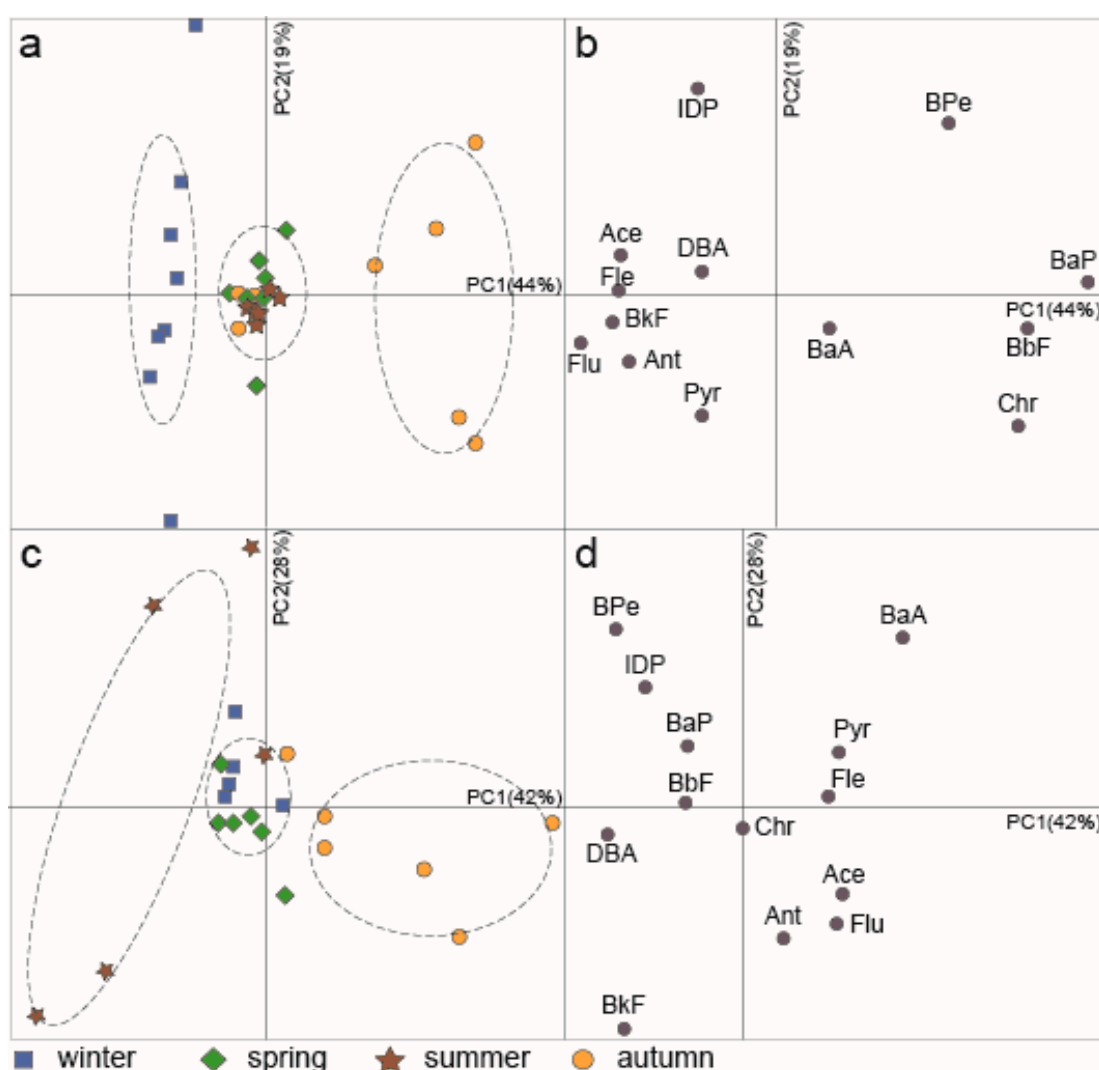 a
PC2(19%)
PC1(44%)
b
PC2(19%)
IDP
BPe
Ace
DBA
Fle
BaP
PC1(44%)
BkF
BaA
BbF
Flu
Ant
Pyr
Chr
c
PC2(28%)
PC1(42%)
d
PC2(28%)
BPe
BaA
IDP
BaP
Pyr
Fle
BbF
PC1(42%)
Chr
DBA
Ace
Ant
Flu
BkF
winter spring summer autumn